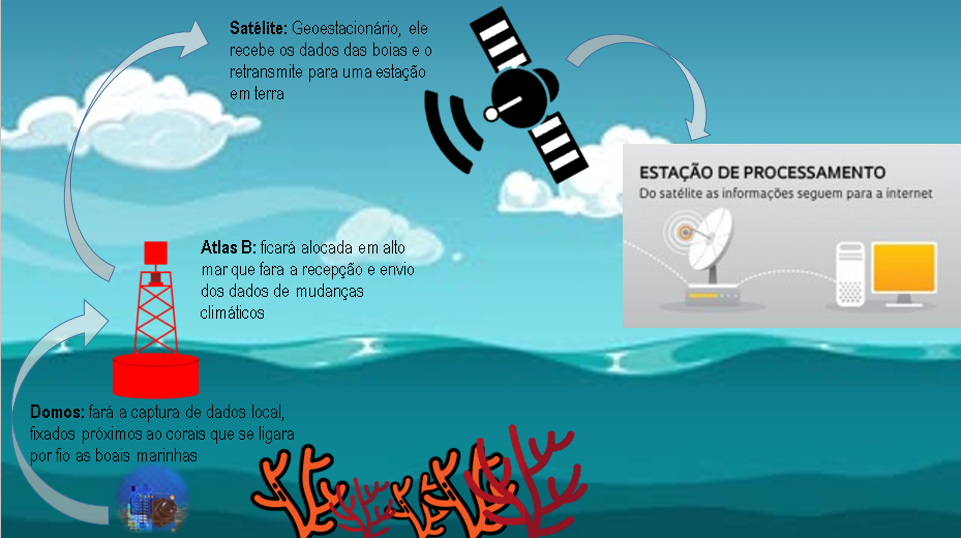 Satélite: Geoestacionário, ele
recebe os dados das boias e o
retransmite para uma estação
em terra
ESTAÇÃO DE PROCESSAMENTO
Do satélite as informações seguem para a internet
Atlas B: ficará alocada em alto
mar que fara a recepção e envio
dos dados de mudanças
climáticos
Domos: fará a captura de dados local,
fixados próximos ao corais que se ligara
por fio as boais marinhas